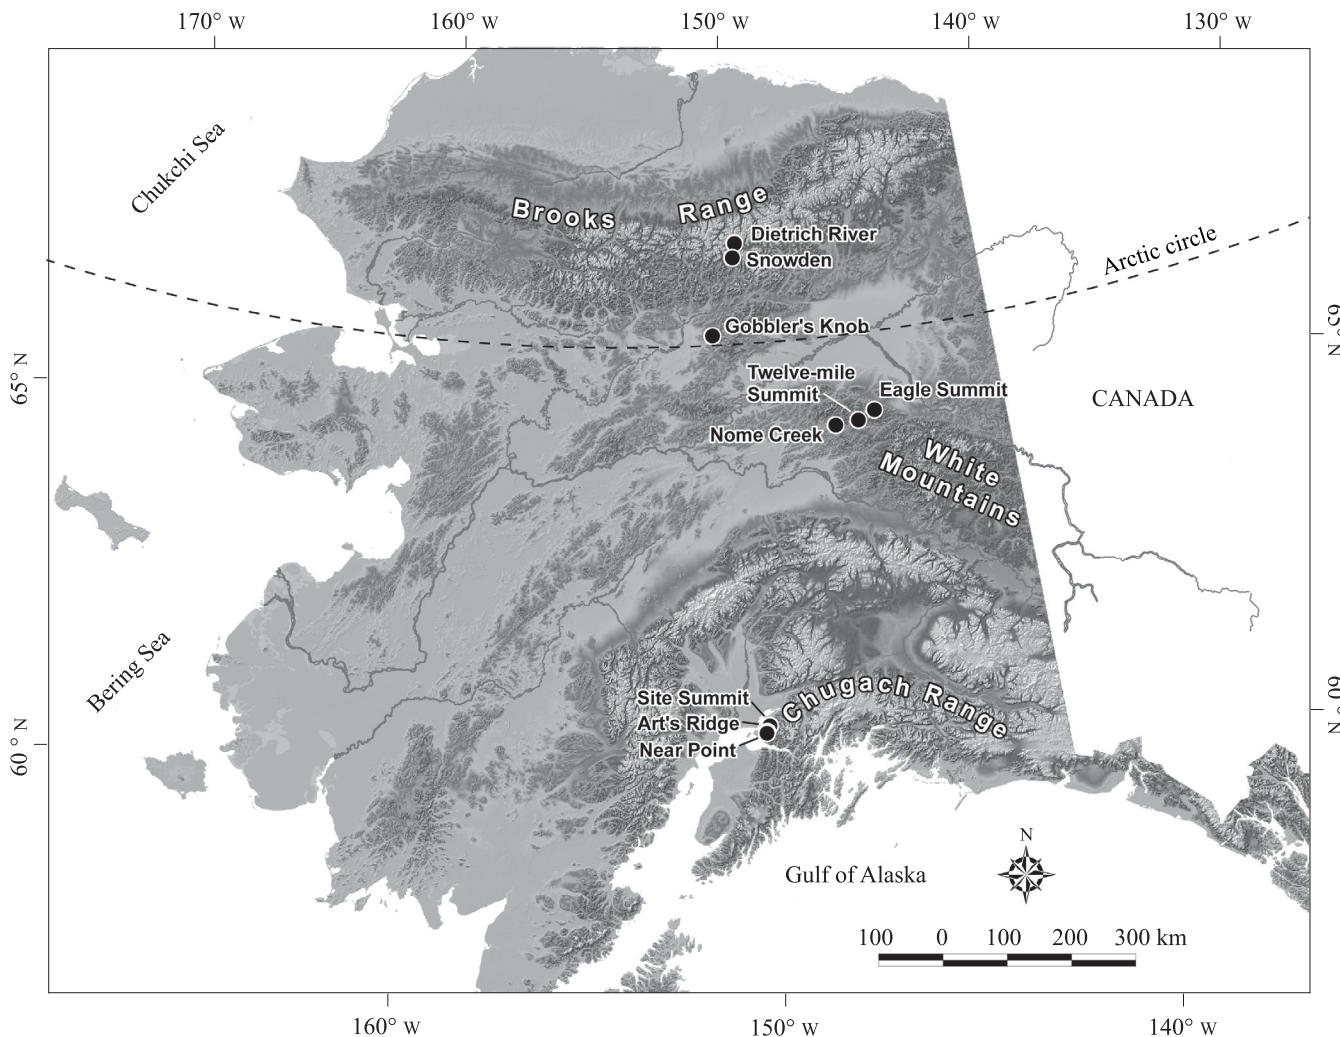 170° W 160° W 150° W 140° W 130° W
Chukchi Sea
Brooks Range
Dietrich River
Snowden
Arctic circle
Gobbler's Knob
65° N
65° N
Twelve-mile
Summit
Eagle Summit
CANADA
Nome Creek
White
Mountains
Bering Sea
Site Summit
Chugach Range
Art's Ridge
Near Point
60° N
60° N
N
Gulf of Alaska
100 0 100 200 300 km
160° W 150° W 140° W